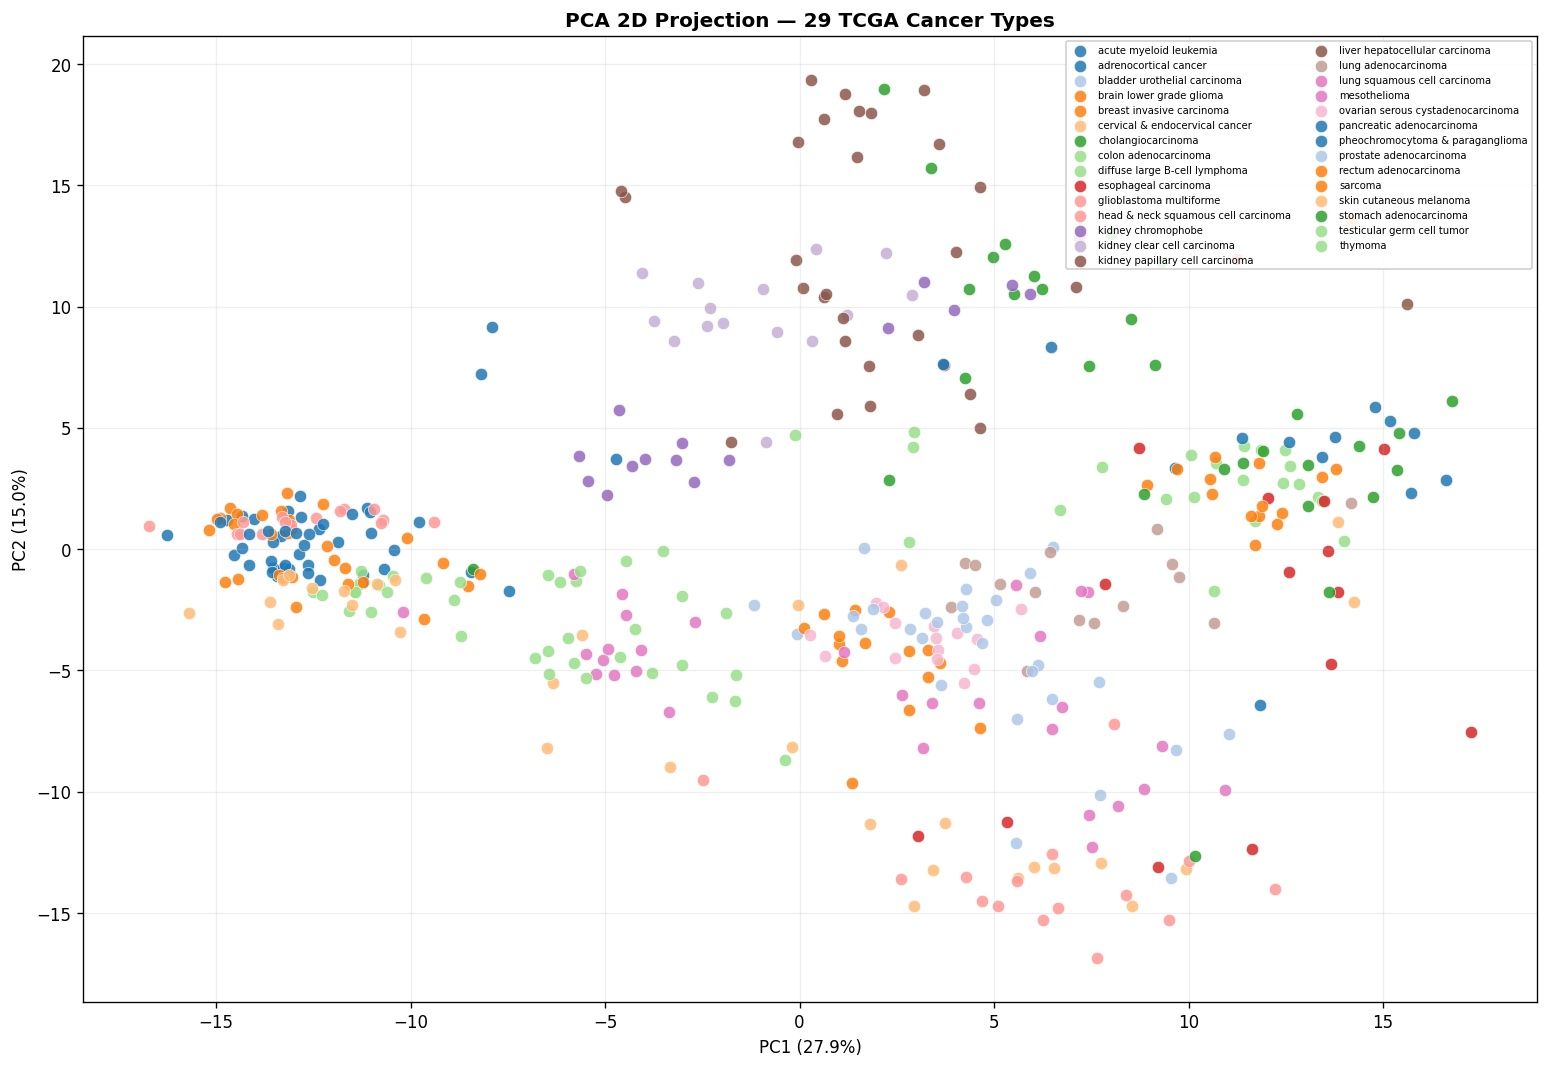 PCA 2D Projection — 29 TCGA Cancer Types
acute myeloid leukemia
adrenocortical cancer
bladder urothelial carcinoma
brain lower grade glioma
breast invasive carcinoma
cervical & endocervical cancer
cholangiocarcinoma
colon adenocarcinoma
diffuse large B-cell lymphoma
esophageal carcinoma
glioblastoma multiforme
head & neck squamous cell carcinoma
kidney chromophobe
kidney clear cell carcinoma
kidney papillary cell carcinoma
liver hepatocellular carcinoma
lung adenocarcinoma
lung squamous cell carcinoma
mesothelioma
ovarian serous cystadenocarcinoma
pancreatic adenocarcinoma
pheochromocytoma & paraganglioma
prostate adenocarcinoma
rectum adenocarcinoma
sarcoma
skin cutaneous melanoma
stomach adenocarcinoma
testicular germ cell tumor
thymoma
20
15
10
5
0
−5
−10
−15
PC2 (15.0%)
−15
−10
−5
0
5
10
15
PC1 (27.9%)